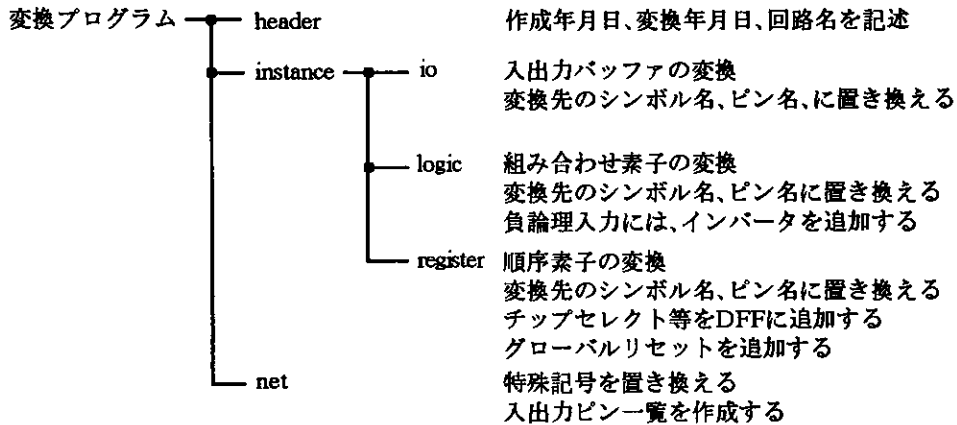 変換プログラム header 作成年月日、変換年月日、回路名を記述
instance io 入出力バッファの変換
変換先のシンボル名、ピン名、に置き換える
logic 組み合わせ素子の変換
変換先のシンボル名、ピン名に置き換える
負論理入力には、インバータを追加する
register 順序素子の変換
変換先のシンボル名、ピン名に置き換える
チップセレクト等をDFFに追加する
グローバルリセットを追加する
net 特殊記号を置き換える
入出力ピン一覧を作成する